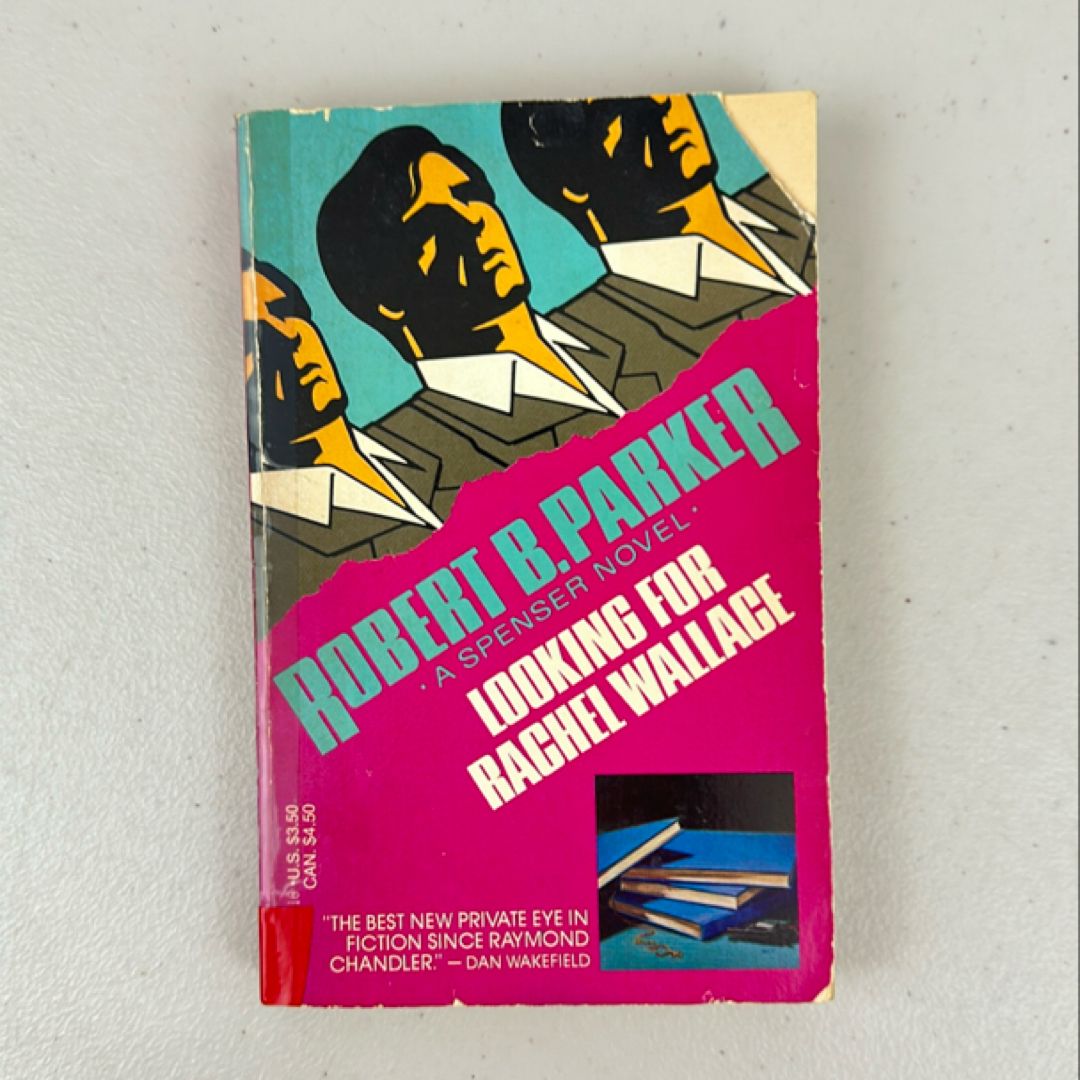 ROBERT B. PARKER
• A SPENSER NOVEL •
LOOKING FOR
RACHEL WALLACE
U.S. $3.50
CAN. $4.50
"THE BEST NEW PRIVATE EYE IN
FICTION SINCE RAYMOND
CHANDLER." — DAN WAKEFIELD